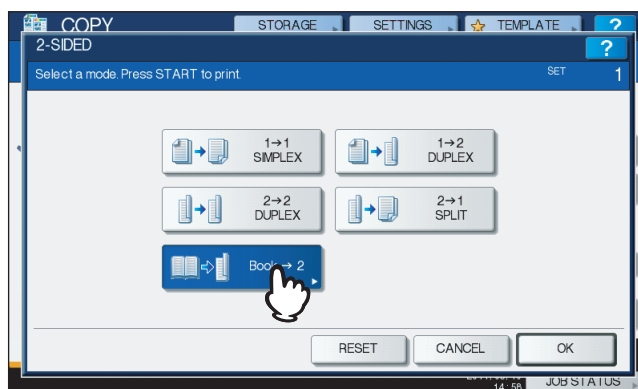 COPY
STORAGE
SETTINGS
TEMPLATE
?
2-SIDED
?
Select a mode. Press START to print.
SET
1
1→1
SIMPLEX
1→2
DUPLEX
2→2
DUPLEX
2→1
SPLIT
Book → 2
RESET
CANCEL
OK
14:58
JOB STATUS